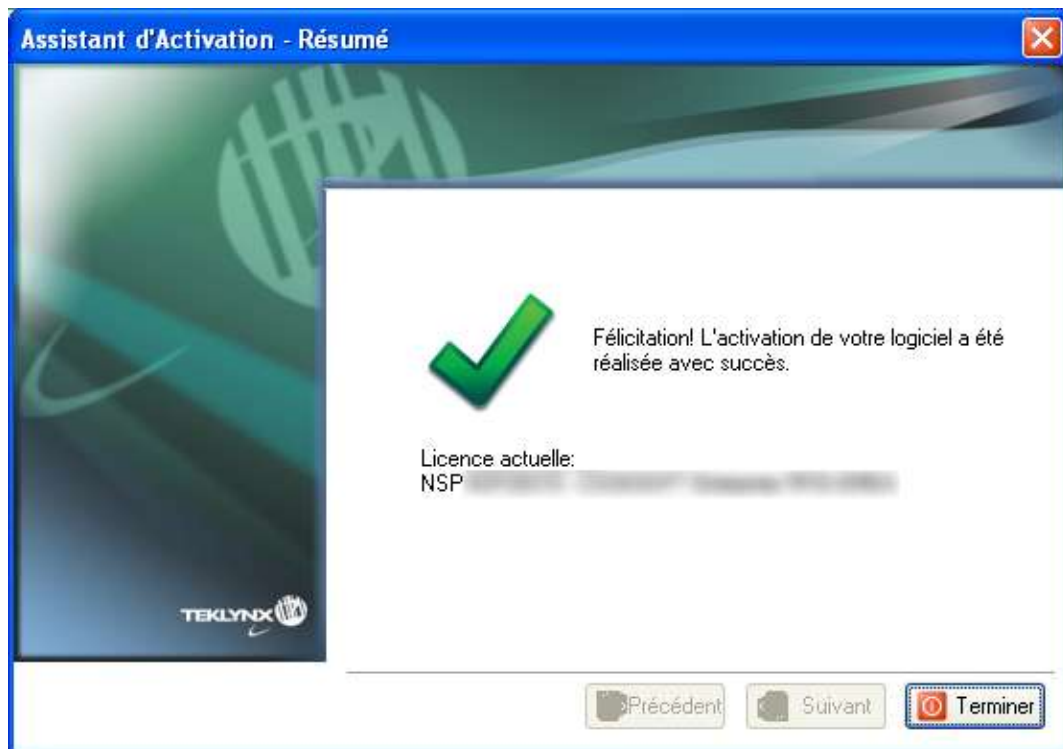 Assistant d'Activation - Résumé
Félicitation! L'activation de votre logiciel a été
réalisée avec succès.
Licence actuelle:
NSP
TEKLYNX
Précédent
Suivant
Terminer